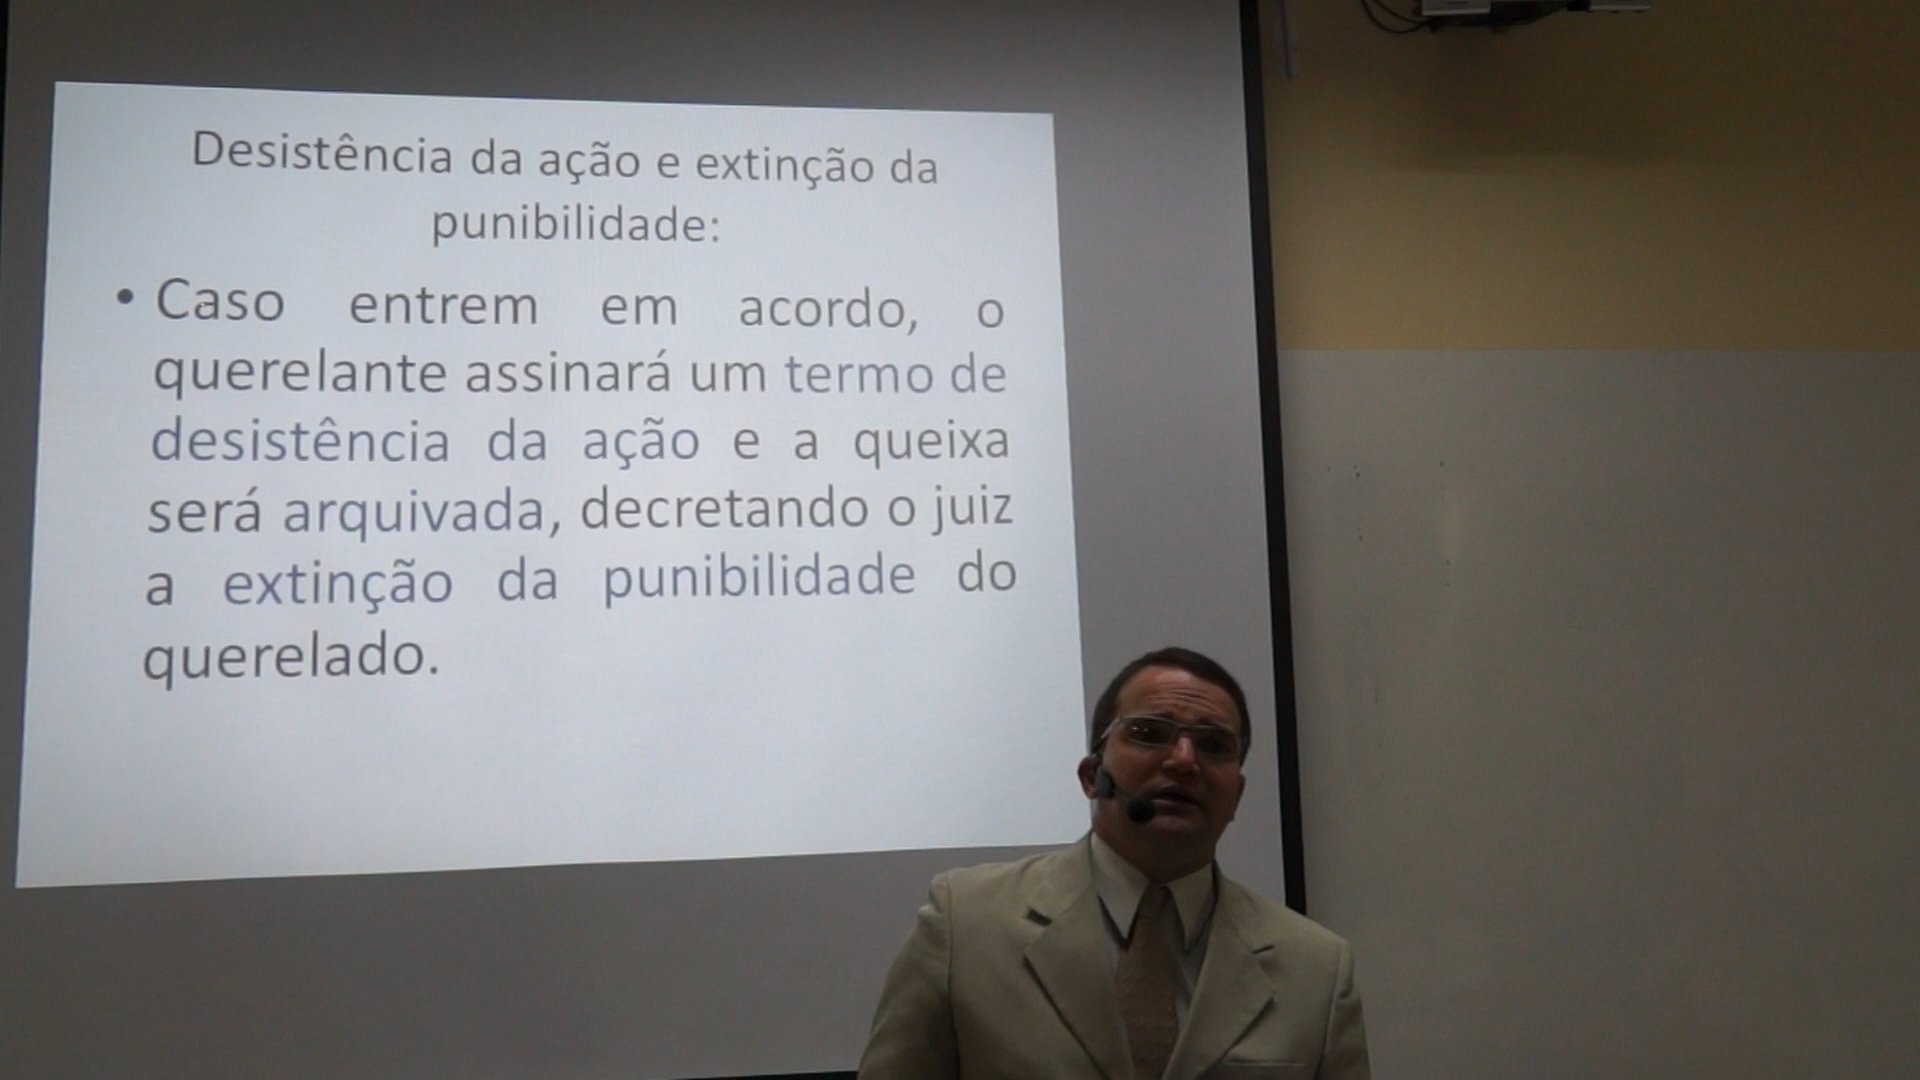 Desistência da ação e extinção da
punibilidade:
• Caso entrem em acordo, o
querelante assinará um termo de
desistência da ação e a queixa
será arquivada, decretando o juiz
a extinção da punibilidade do
querelado.